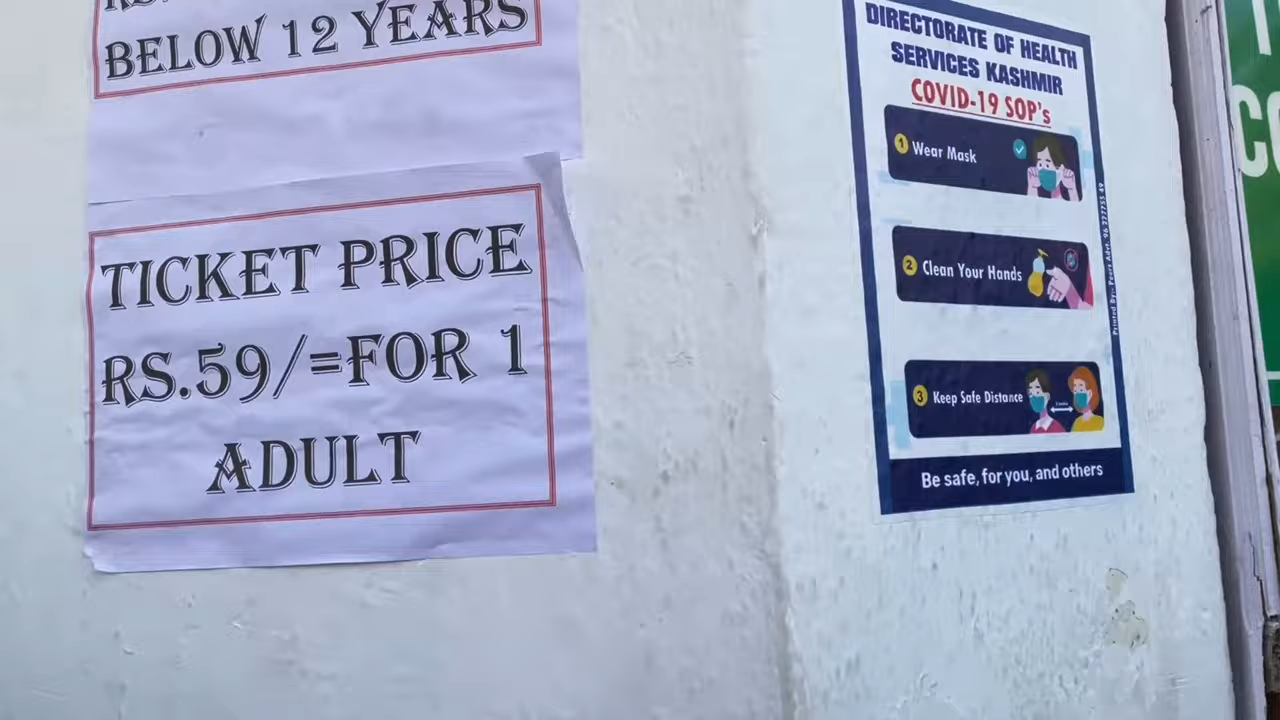 BELOW 12 YEARS
TICKET PRICE
RS.59/=FOR 1
ADULT
DIRECTORATE OF HEALTH
SERVICES KASHMIR
COVID-19 SOP's
1 Wear Mask
2 Clean Your Hands
3 Keep Safe Distance
Be safe, for you, and others